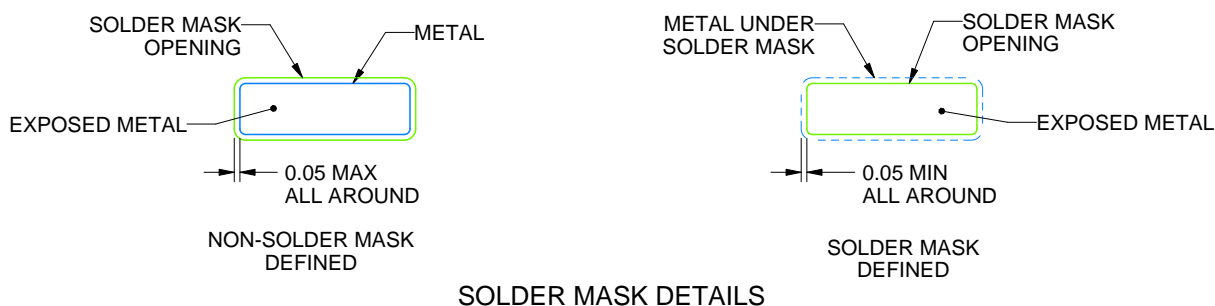 SOLDER MASK
OPENING
METAL
EXPOSED METAL
0.05 MAX
ALL AROUND
NON-SOLDER MASK
DEFINED
METAL UNDER
SOLDER MASK
SOLDER MASK
OPENING
EXPOSED METAL
0.05 MIN
ALL AROUND
SOLDER MASK
DEFINED
SOLDER MASK DETAILS